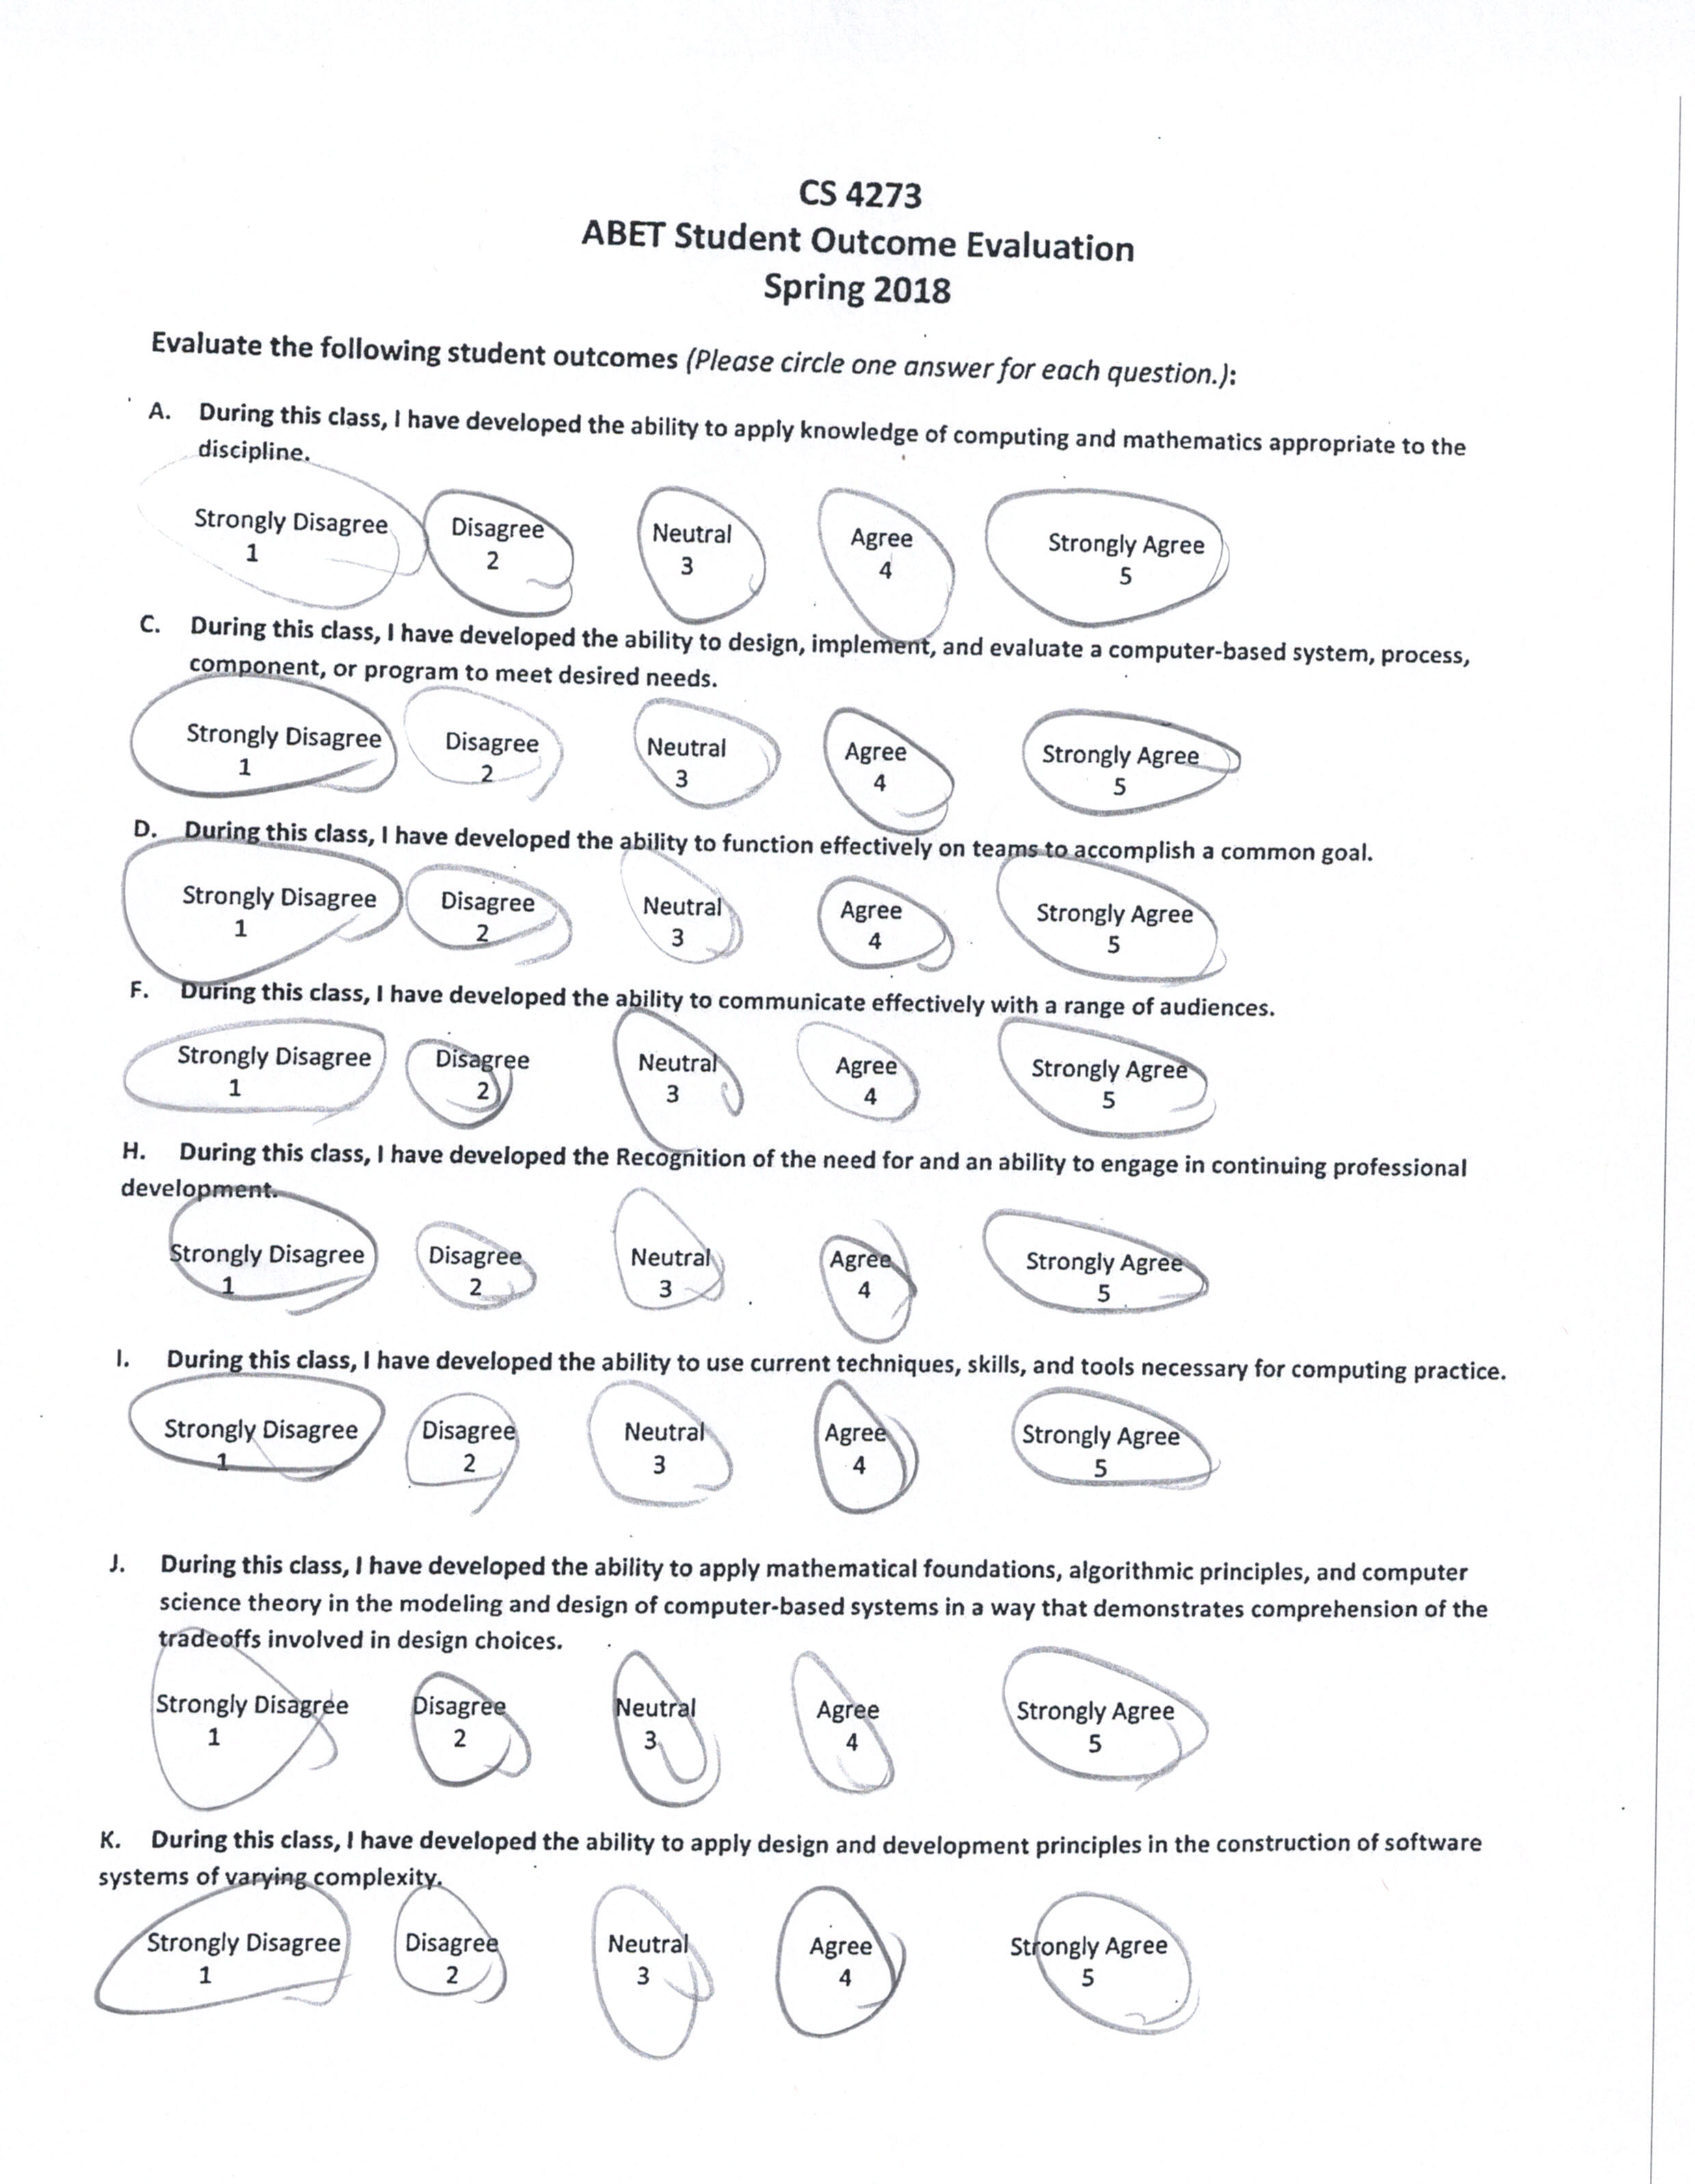 CS 4273
ABET Student Outcome Evaluation
Spring 2018
Evaluate the following student outcomes (Please circle one answer for each question.):
A. During this class, I have developed the ability to apply knowledge of computing and mathematics appropriate to the
discipline.
Strongly Disagree Disagree Neutral Agree Strongly Agree
1 2 3 4 5
C. During this class, I have developed the ability to design, implement, and evaluate a computer-based system, process,
component, or program to meet desired needs.
Strongly Disagree Disagree Neutral Agree Strongly Agree
1 2 3 4 5
D. During this class, I have developed the ability to function effectively on teams to accomplish a common goal.
Strongly Disagree Disagree Neutral Agree Strongly Agree
1 2 3 4 5
F. During this class, I have developed the ability to communicate effectively with a range of audiences.
Strongly Disagree Disagree Neutral Agree Strongly Agree
1 2 3 4 5
H. During this class, I have developed the Recognition of the need for and an ability to engage in continuing professional
development.
Strongly Disagree Disagree Neutral Agree Strongly Agree
1 2 3 4 5
I. During this class, I have developed the ability to use current techniques, skills, and tools necessary for computing practice.
Strongly Disagree Disagree Neutral Agree Strongly Agree
1 2 3 4 5
J. During this class, I have developed the ability to apply mathematical foundations, algorithmic principles, and computer
science theory in the modeling and design of computer-based systems in a way that demonstrates comprehension of the
tradeoffs involved in design choices.
Strongly Disagree Disagree Neutral Agree Strongly Agree
1 2 3 4 5
K. During this class, I have developed the ability to apply design and development principles in the construction of software
systems of varying complexity.
Strongly Disagree Disagree Neutral Agree Strongly Agree
1 2 3 4 5